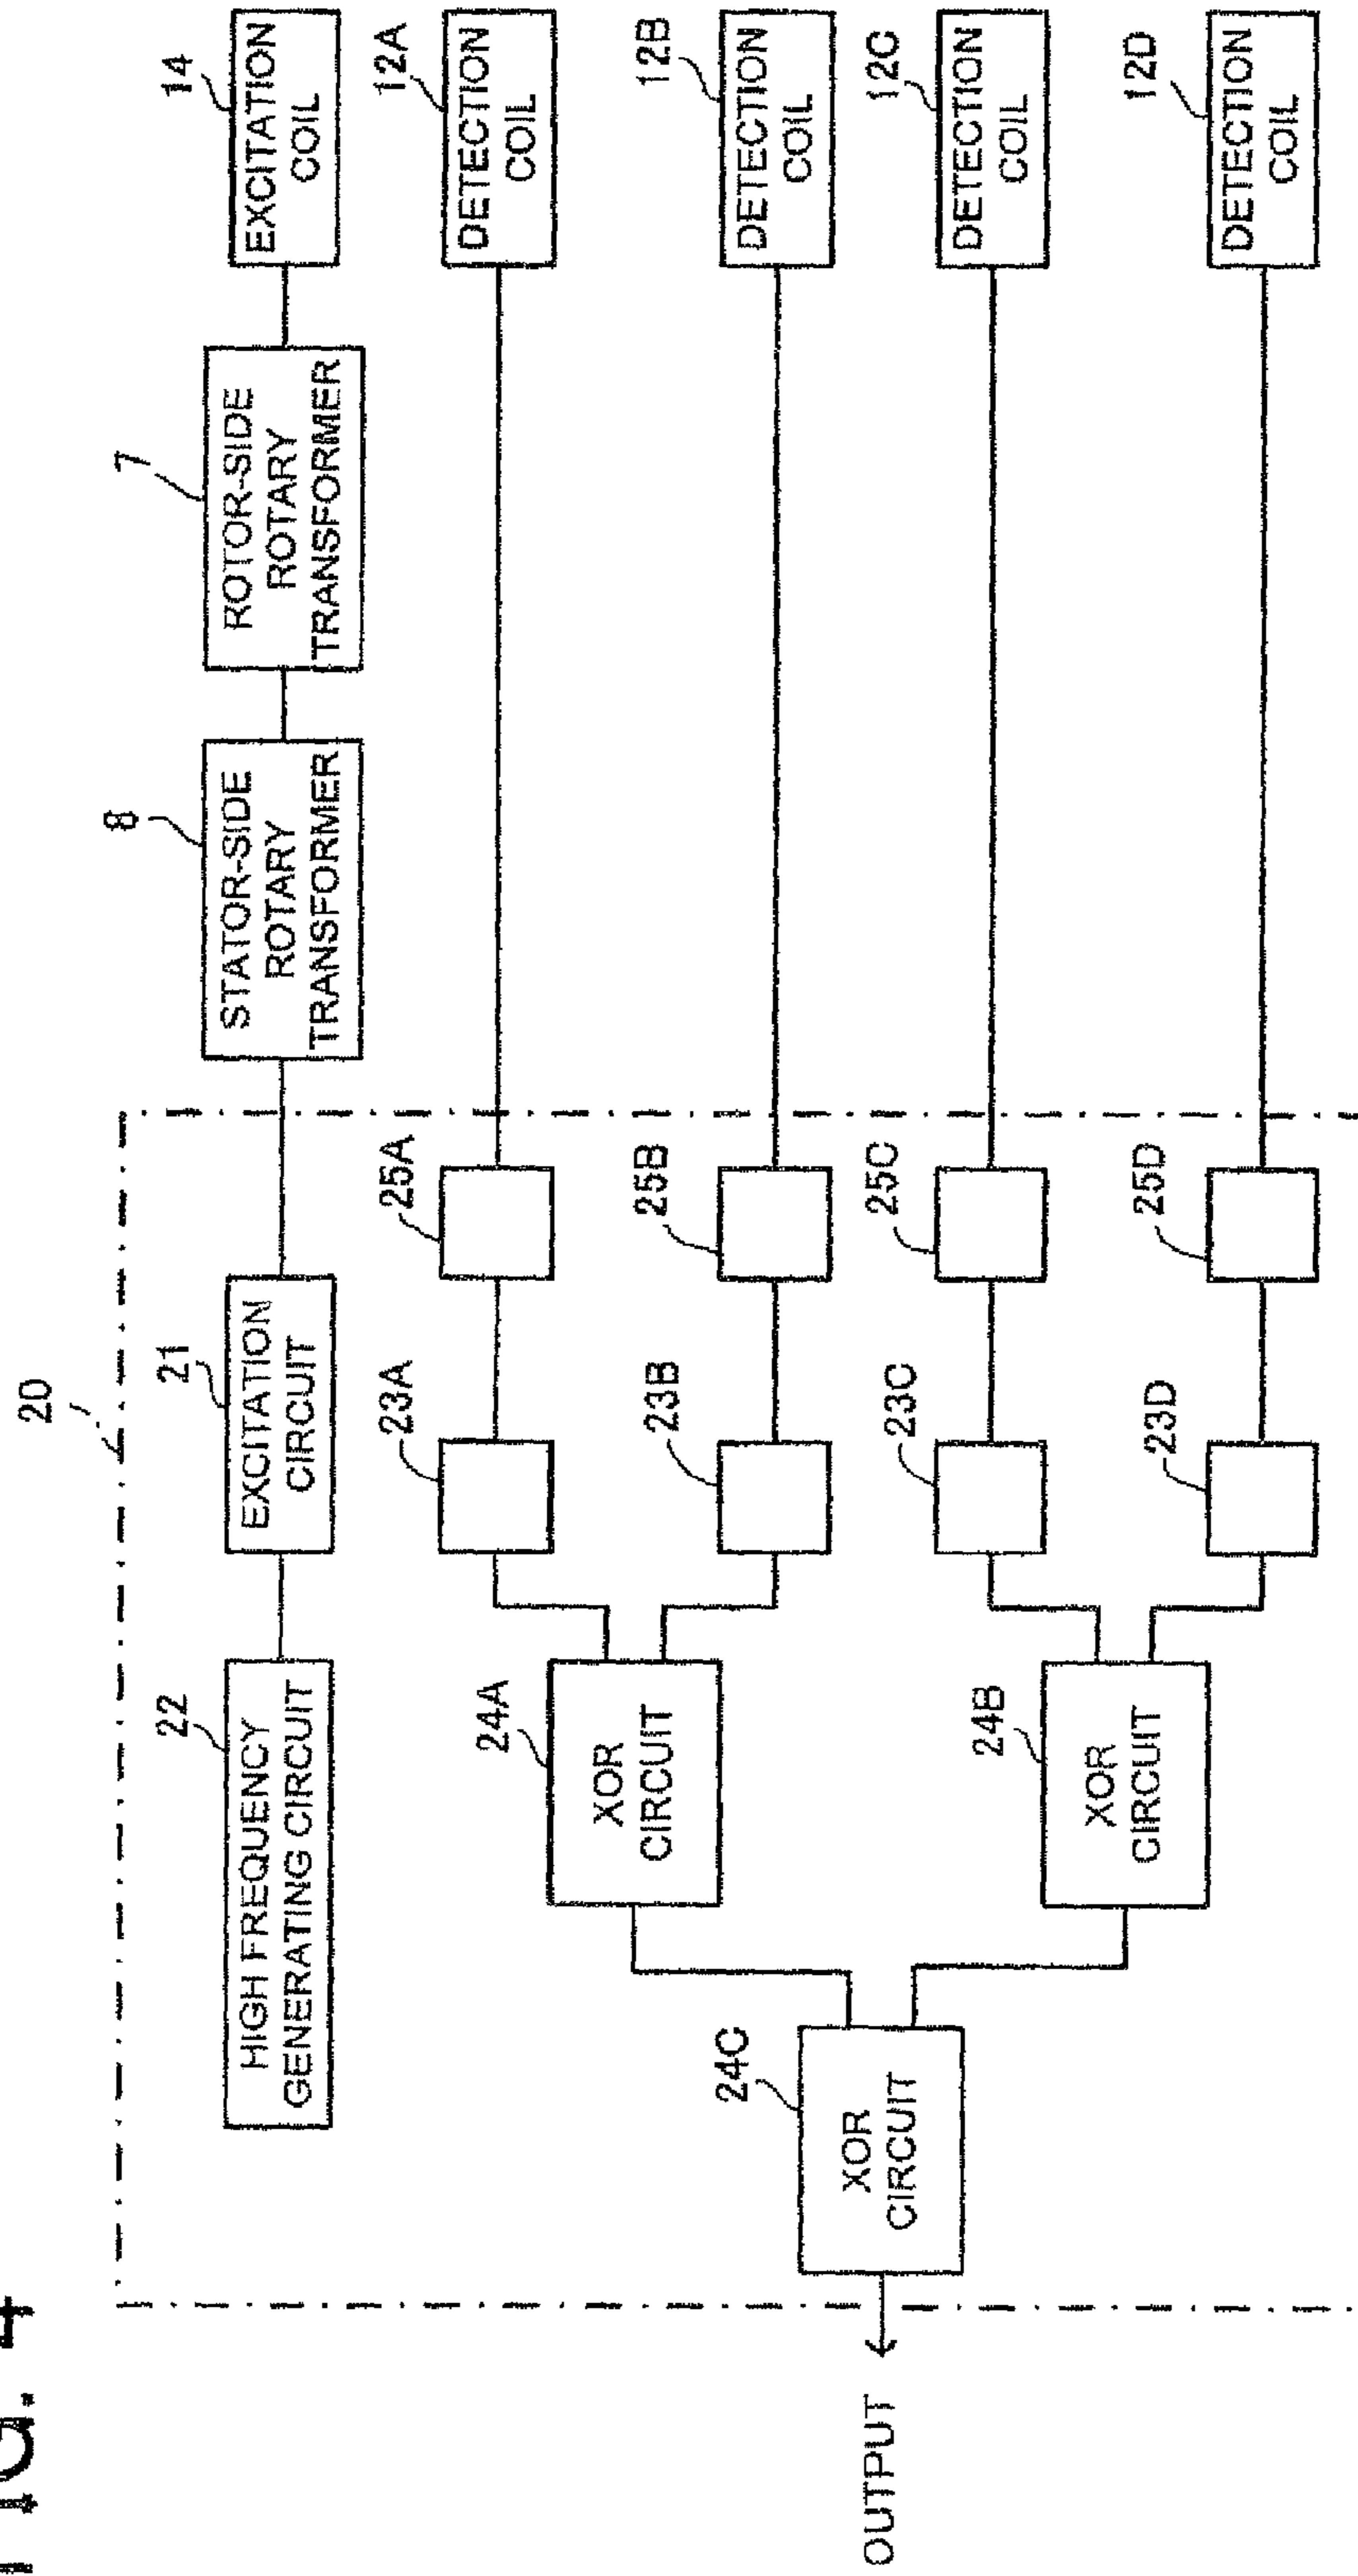 FIG. 4
20
22
HIGH FREQUENCY
GENERATING CIRCUIT
21
EXCITATION
CIRCUIT
8
STATOR-SIDE
ROTARY
TRANSFORMER
7
ROTOR-SIDE
ROTARY
TRANSFORMER
14
EXCITATION
COIL
23A
25A
12A
DETECTION
COIL
24A
XOR
CIRCUIT
23B
25B
12B
DETECTION
COIL
24C
XOR
CIRCUIT
OUTPUT
23C
25C
12C
DETECTION
COIL
24B
XOR
CIRCUIT
23D
25D
12D
DETECTION
COIL